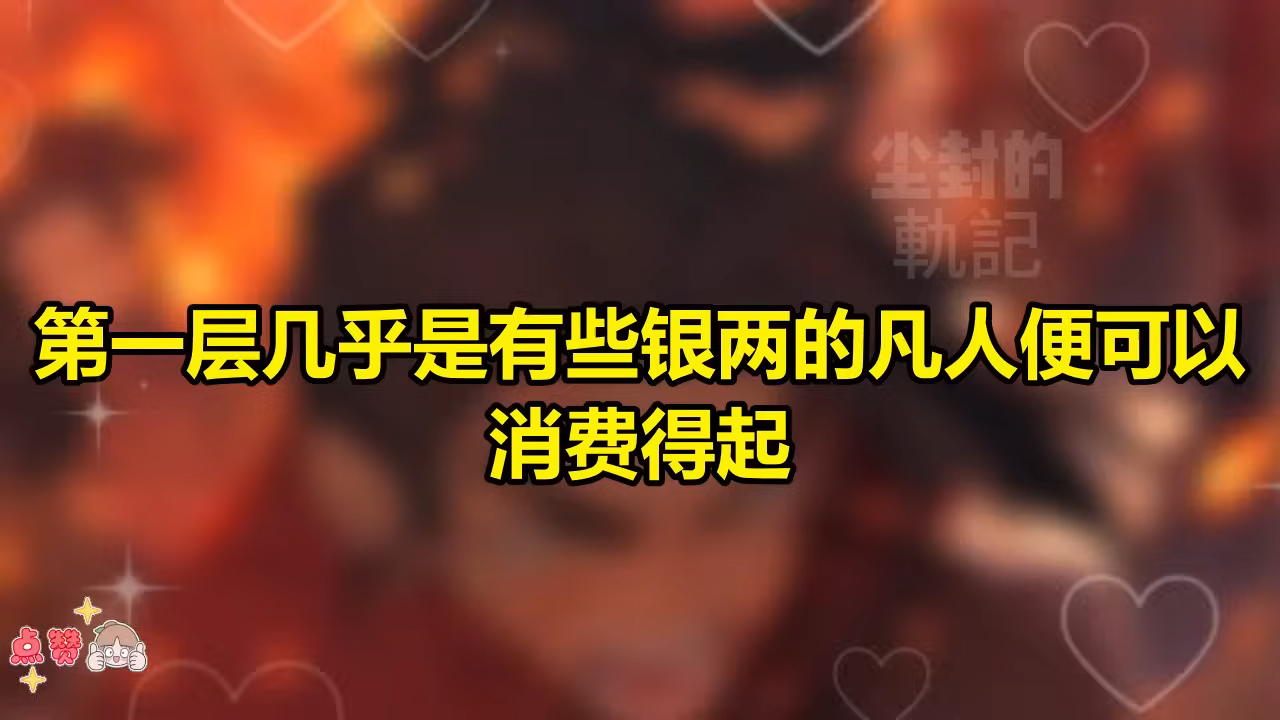 尘封的
軌記
第一层几乎是有些银两的凡人便可以
消费得起
点赞